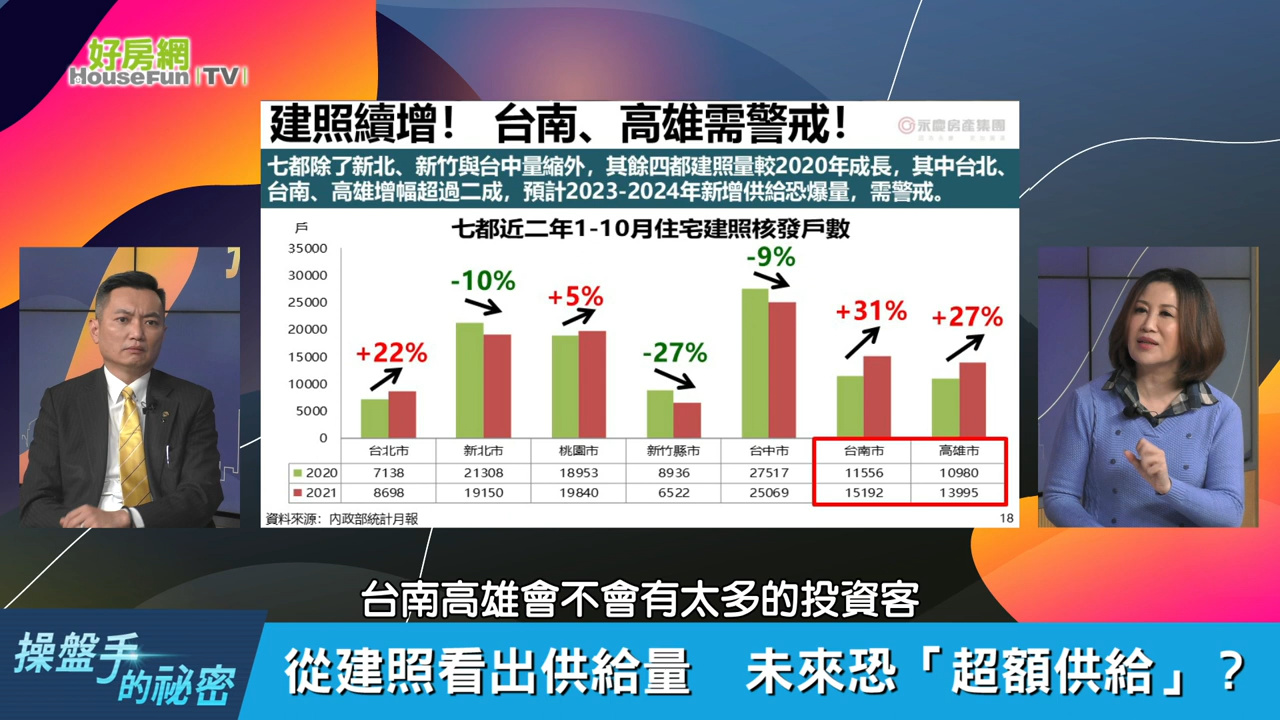 好房網
HouseFun TV
建照續增! 台南、高雄需警戒!
永慶房產集團
七都除了新北、新竹與台中量縮外，其餘四都建照量較2020年成長，其中台北、
台南、高雄增幅超過二成，預計2023-2024年新增供給恐爆量，需警戒。
七都近二年1-10月住宅建照核發戶數
戶
35000
30000
25000
20000
15000
10000
5000
0
+22%
-10%
+5%
-27%
-9%
+31%
+27%
台北市 新北市 桃園市 新竹縣市 台中市 台南市 高雄市
2020 7138 21308 18953 8936 27517 11556 10980
2021 8698 19150 19840 6522 25069 15192 13995
資料來源：內政部統計月報
18
台南高雄會不會有太多的投資客
操盤手
的祕密
從建照看出供給量 未來恐「超額供給」？